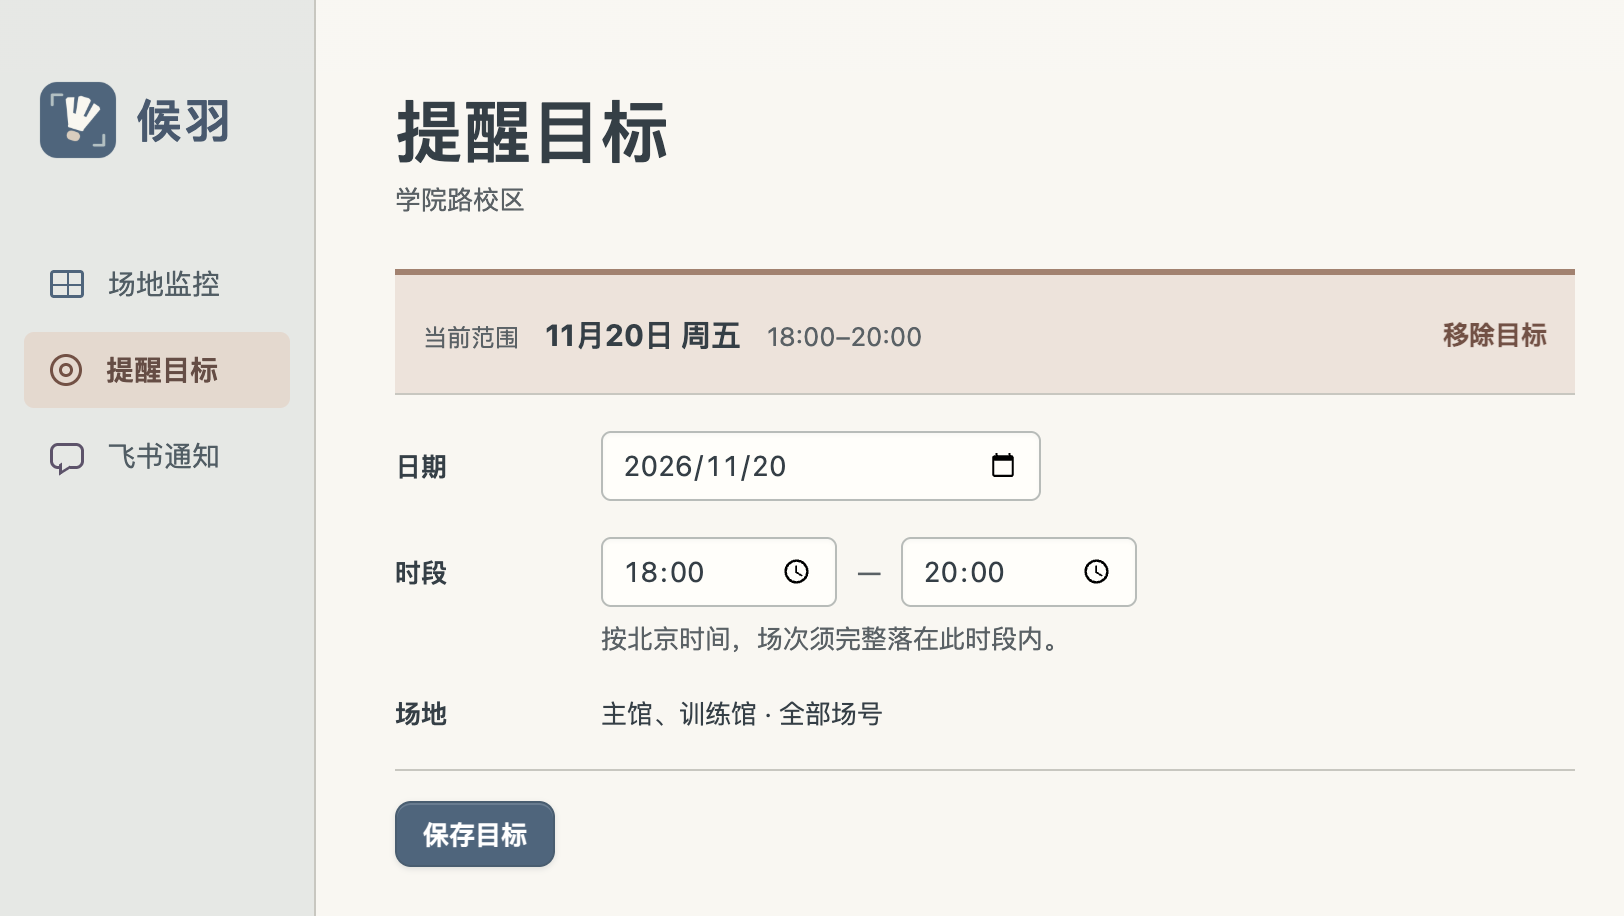 候羽
场地监控
提醒目标
飞书通知
提醒目标
学院路校区
当前范围 11月20日 周五 18:00–20:00 移除目标
日期 2026/11/20
时段 18:00 — 20:00
按北京时间，场次须完整落在此时段内。
场地 主馆、训练馆 · 全部场号
保存目标